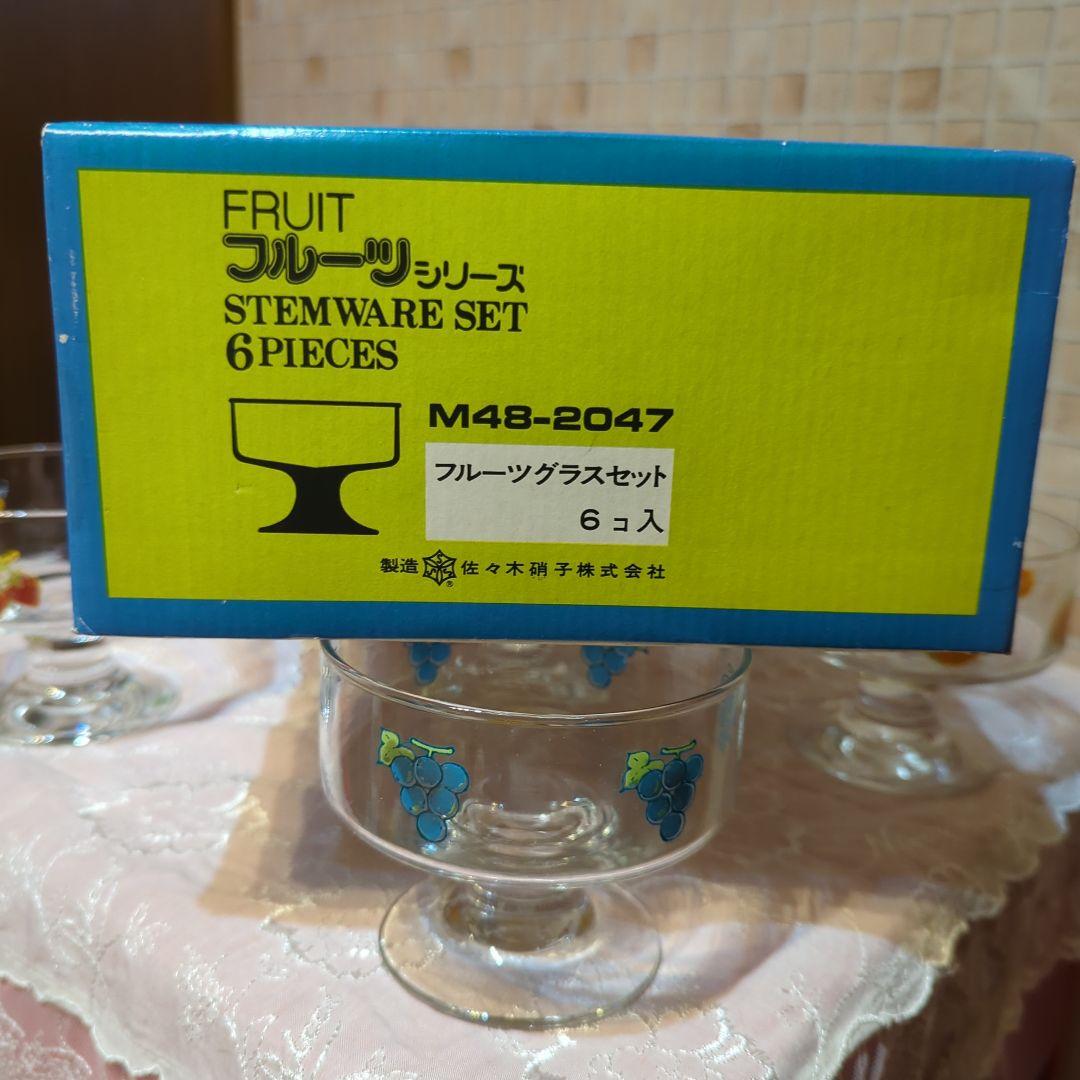 FRUIT
フルーツシリーズ
STEMWARE SET
6 PIECES
M48-2047
フルーツグラスセット
6コ入
製造 佐々木硝子株式会社
®